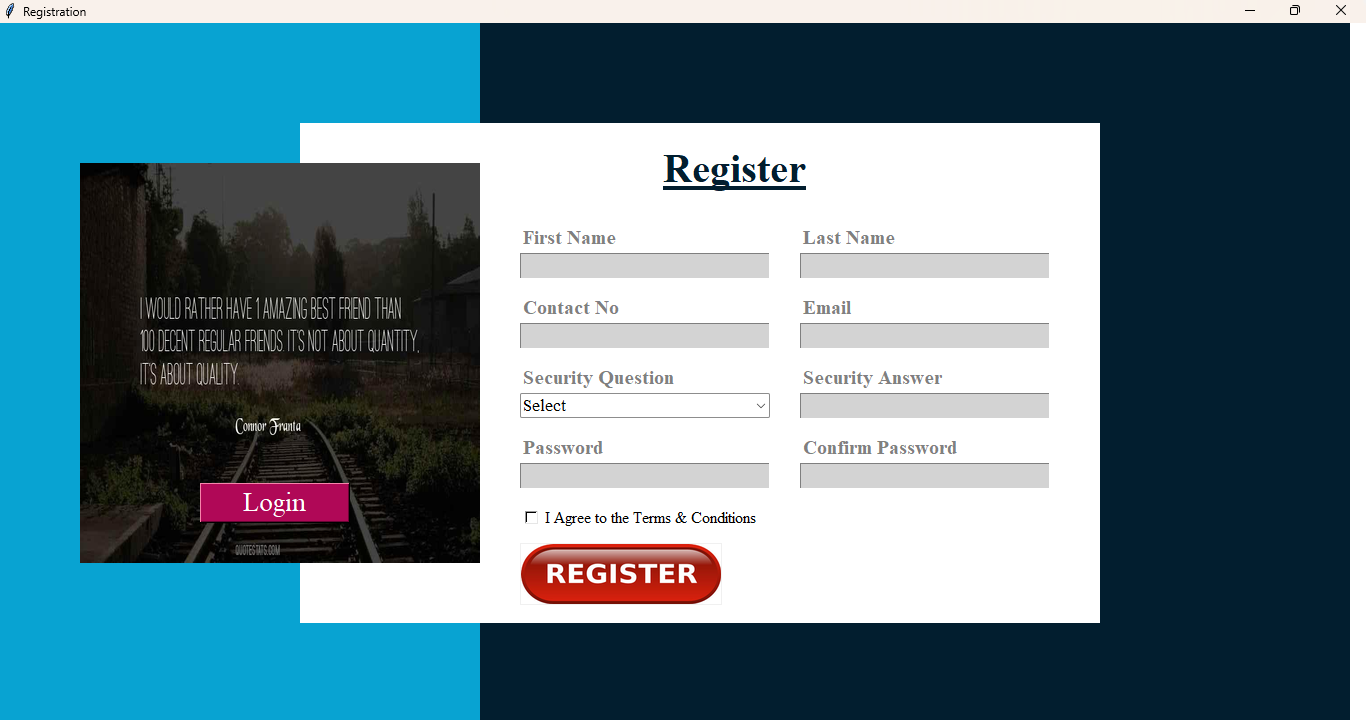 Registration
Register
I WOULD RATHER HAVE 1 AMAZING BEST FRIEND THAN
100 DECENT REGULAR FRIENDS. IT'S NOT ABOUT QUANTITY,
IT'S ABOUT QUALITY.
Connor Franta
Login
QUOTESTATS.COM
First Name
Last Name
Contact No
Email
Security Question
Security Answer
Select
Password
Confirm Password
I Agree to the Terms & Conditions
REGISTER